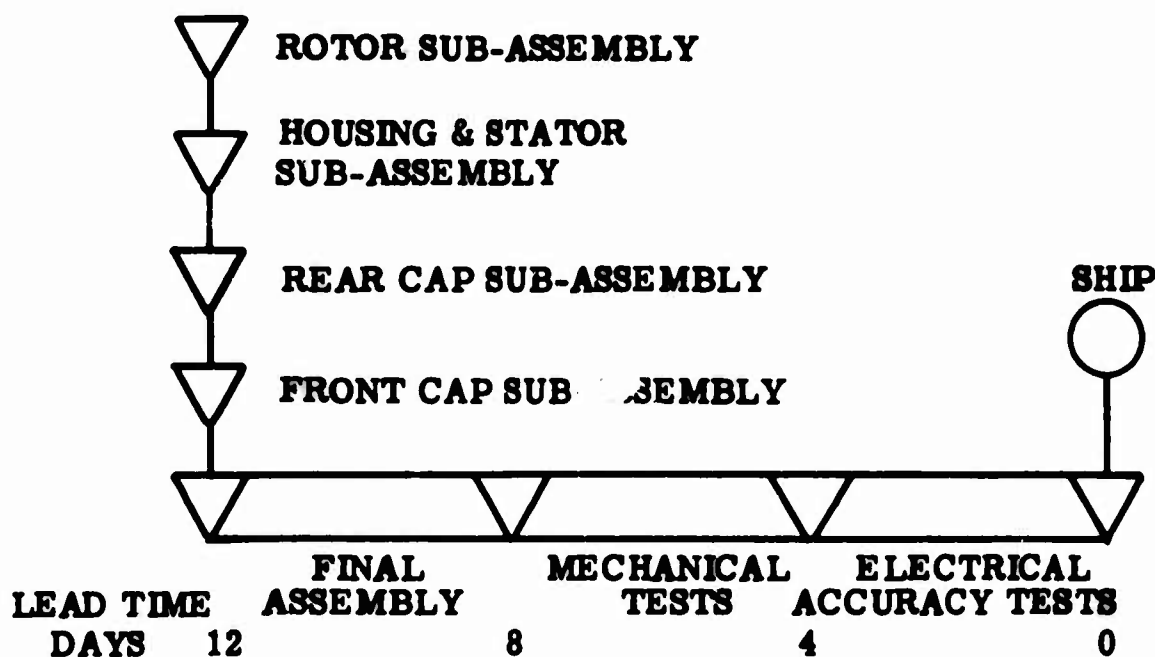 ROTOR SUB-ASSEMBLY
HOUSING & STATOR
SUB-ASSEMBLY
REAR CAP SUB-ASSEMBLY
SHIP
FRONT CAP SUB SEMBLY
FINAL MECHANICAL ELECTRICAL
LEAD TIME ASSEMBLY TESTS ACCURACY TESTS
DAYS 12 8 4 0